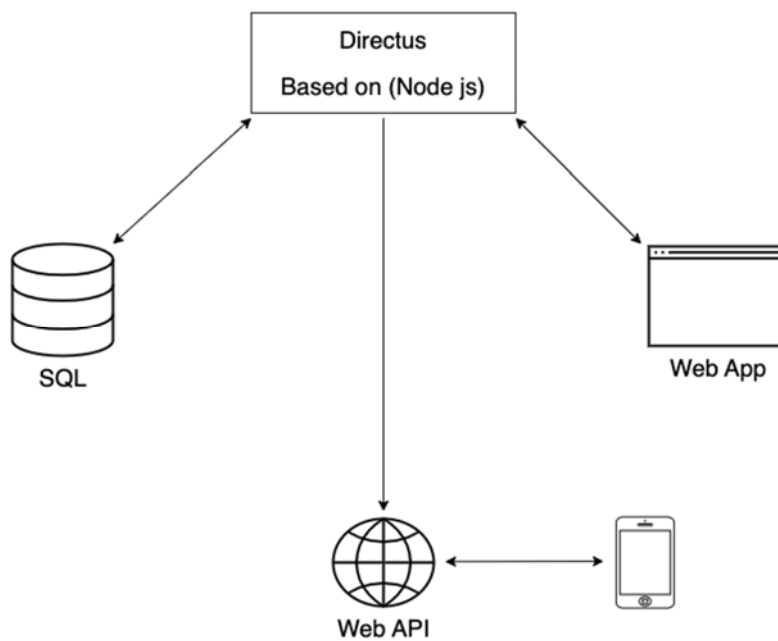 Directus
Based on (Node js)
SQL
Web App
Web API